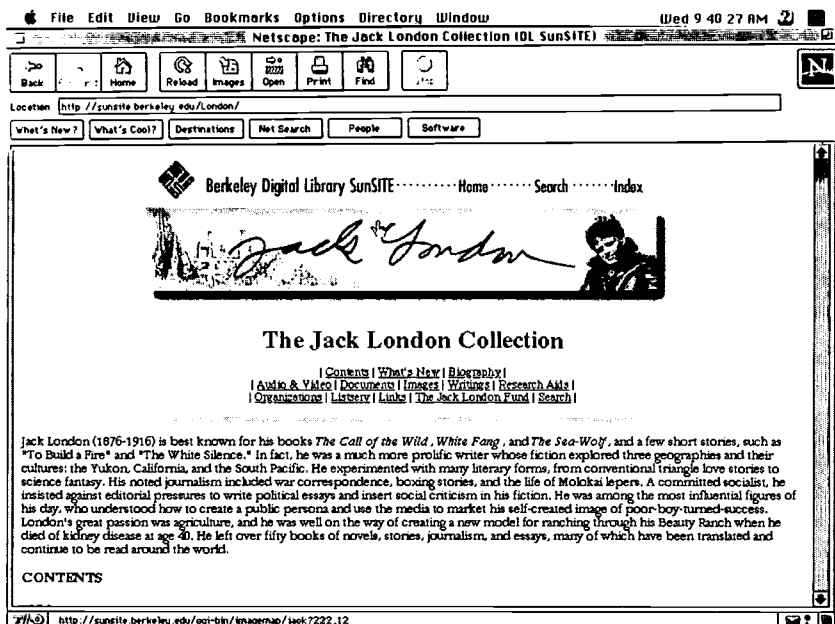 File Edit View Go Bookmarks Options Directory Window Wed 9 40 27 AM
Netscape: The Jack London Collection (DL SunSITE)
Back Home Reload Images Open Print Find
Location http //sunsite berkeley edu/London/
What's New? What's Cool? Destinations Net Search People Software
Berkeley Digital Library SunSITE ·········· Home ······· Search ······· Index
Jack London
The Jack London Collection
| Contents | What's New | Biography |
| Audio & Video | Documents | Images | Writings | Research Aids |
| Organizations | Listserv | Links | The Jack London Fund | Search |
Jack London (1876-1916) is best known for his books The Call of the Wild, White Fang, and The Sea-Wolf, and a few short stories, such as
"To Build a Fire" and "The White Silence." In fact, he was a much more prolific writer whose fiction explored three geographies and their
cultures: the Yukon, California, and the South Pacific. He experimented with many literary forms, from conventional triangle love stories to
science fantasy. His noted journalism included war correspondence, boxing stories, and the life of Molokai lepers. A committed socialist, he
insisted against editorial pressures to write political essays and insert social criticism in his fiction. He was among the most influential figures of
his day, who understood how to create a public persona and use the media to market his self-created image of poor-boy-turned-success.
London's great passion was agriculture, and he was well on the way of creating a new model for ranching through his Beauty Ranch when he
died of kidney disease at age 40. He left over fifty books of novels, stories, journalism, and essays, many of which have been translated and
continue to be read around the world.
CONTENTS
http://sunsite.berkeley.edu/cgi-bin/imagemap/jack?222,12